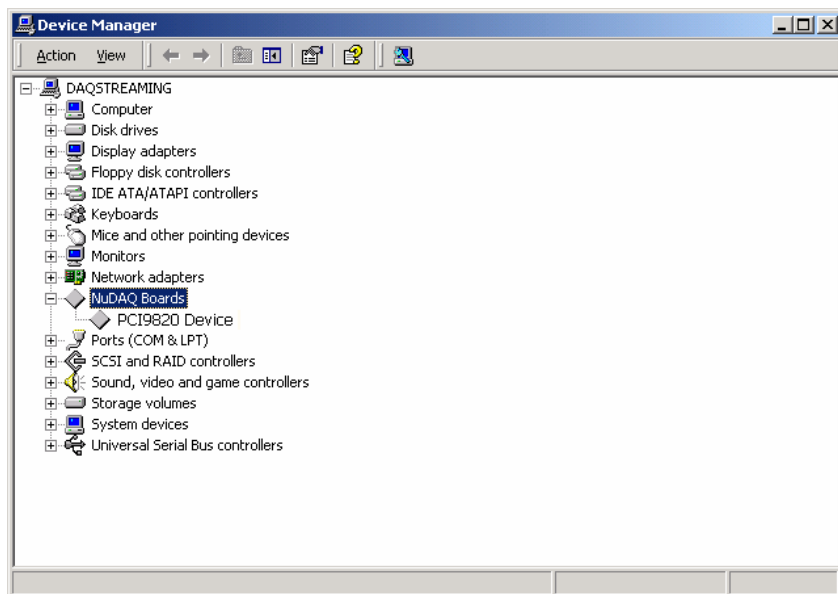 Device Manager
Action View
DAQSTREAMING
Computer
Disk drives
Display adapters
Floppy disk controllers
IDE ATA/ATAPI controllers
Keyboards
Mice and other pointing devices
Monitors
Network adapters
NuDAQ Boards
PCI9820 Device
Ports (COM & LPT)
SCSI and RAID controllers
Sound, video and game controllers
Storage volumes
System devices
Universal Serial Bus controllers